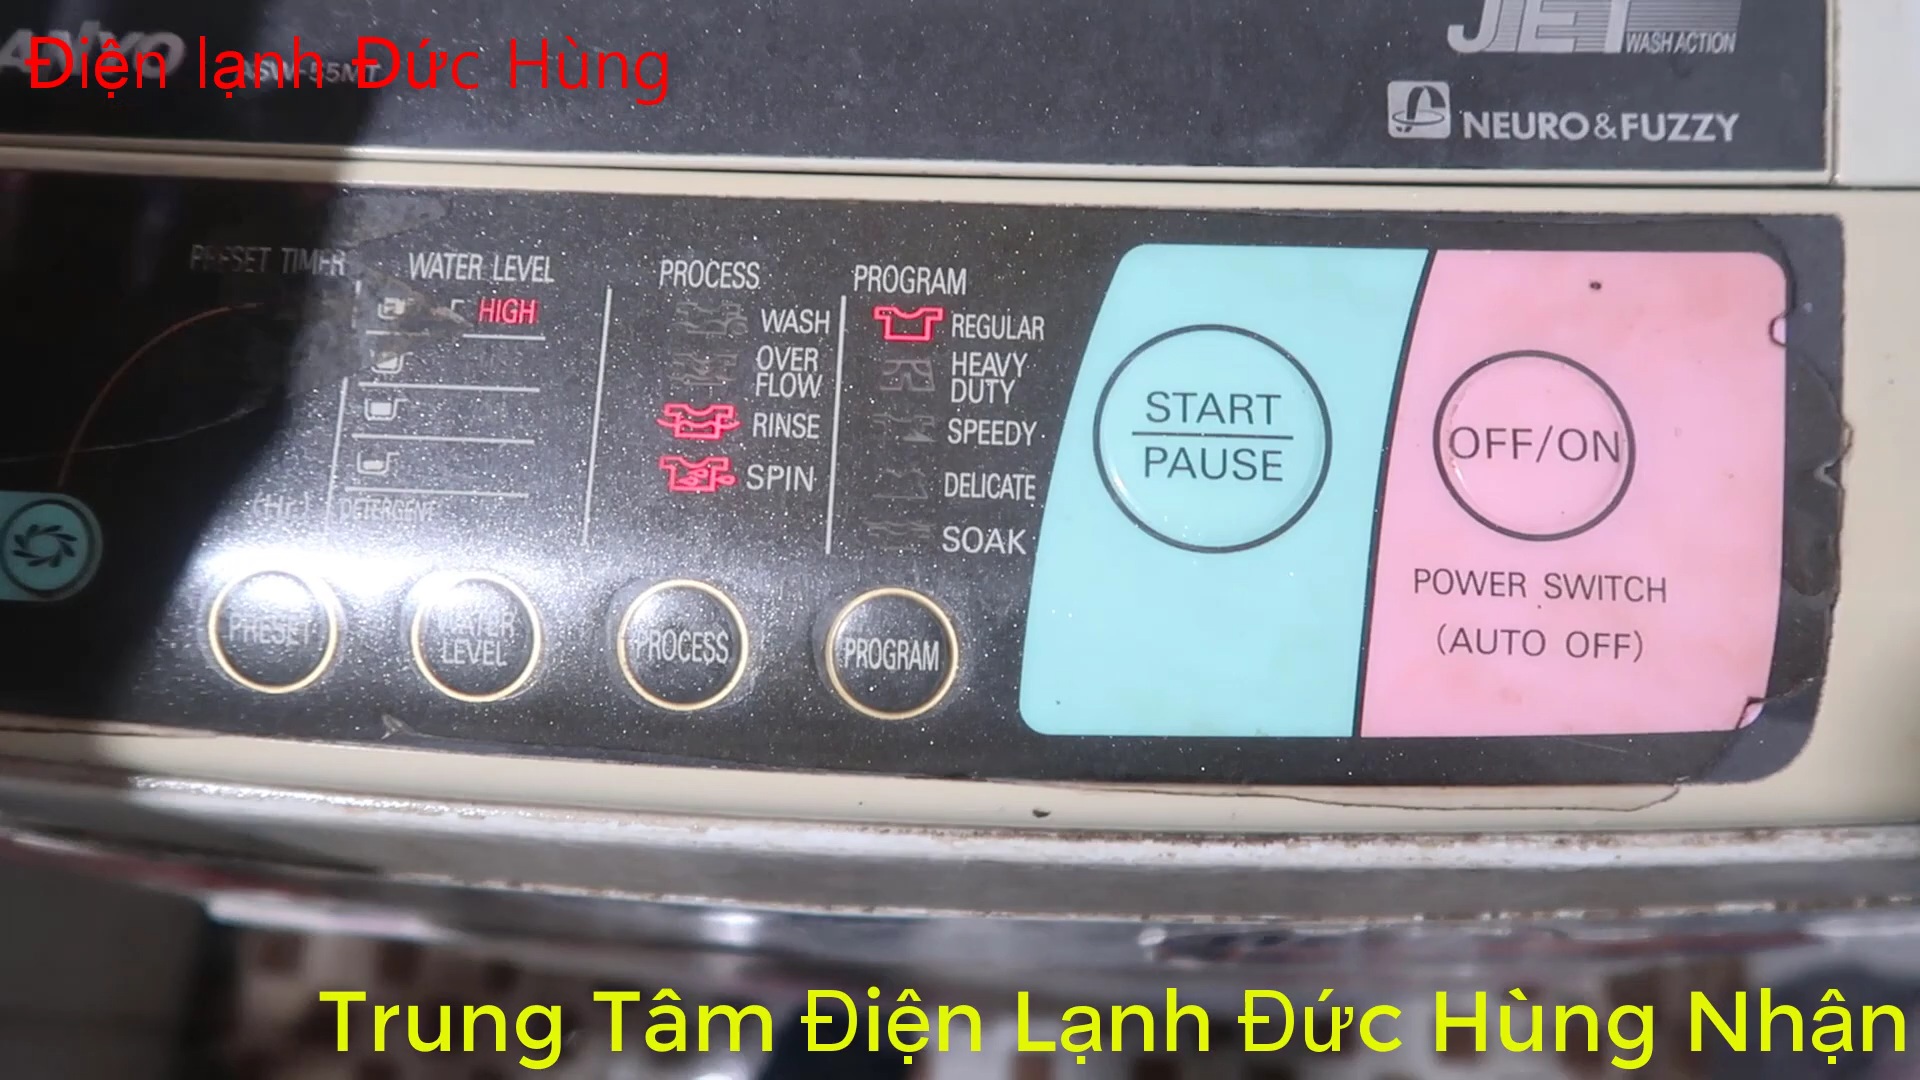 Điện lạnh Đức Hùng
JET
WASH ACTION
NEURO&FUZZY
PRESET TIMER
WATER LEVEL
HIGH
(Hr.)
DETERGENT
PROCESS
WASH
OVER
FLOW
RINSE
SPIN
PROGRAM
REGULAR
HEAVY
DUTY
SPEEDY
DELICATE
SOAK
START
PAUSE
OFF/ON
POWER SWITCH
(AUTO OFF)
PRESET
WATER
LEVEL
PROCESS
PROGRAM
Trung Tâm Điện Lạnh Đức Hùng Nhận